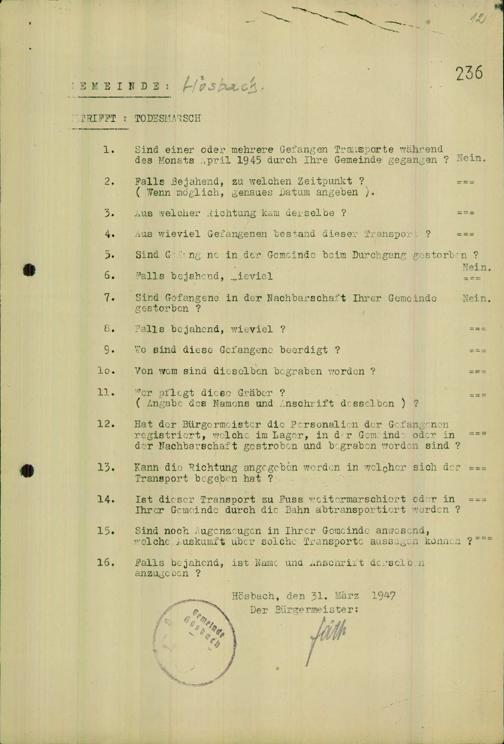 12
236
GEMEINDE: Hösbach.
BETRIFFT : TODESMARSCH
1. Sind einer oder mehrere Gefangen Transporte während
des Monats April 1945 durch Ihre Gemeinde gegangen ? Nein.
2. Falls Bejahend, zu welchen Zeitpunkt ? ===
( Wenn möglich, genaues Datum angeben ).
3. Aus welcher Richtung kam derselbe ? ===
4. Aus wieviel Gefangenen bestand dieser Transport ? ===
5. Sind Gefangene in der Gemeinde beim Durchgang gestorben ?
Nein.
6. Falls bejahend, wieviel ===
7. Sind Gefangene in der Nachbarschaft Ihrer Gemeinde Nein.
gestorben ?
8. Falls bejahend, wieviel ? ===
9. Wo sind diese Gefangene beerdigt ? ===
10. Von wem sind dieselben begraben worden ? ===
11. Wer pflegt diese Gräber ? ===
( Angabe des Namens und Anschrift desselben ) ?
12. Hat der Bürgermeister die Personalien der Gefangenen
registriert, welche im Lager, in der Gemeinde oder in ===
der Nachbarschaft gestroben und begraben worden sind ?
13. Kann die Richtung angegeben worden in welcher sich der ===
Transport begeben hat ?
14. Ist dieser Transport zu Fuss weitermarschiert oder in ===
Ihrer Gemeinde durch die Bahn abtransportiert worden ?
15. Sind noch Augenzeugen in Ihrer Gemeinde anwesend,
welche Auskunft über solche Transporte aussagen können ? ===
16. Falls bejahend, ist Name und Anschrift derselben
anzugeben ?
Hösbach, den 31. März 1947
Der Bürgermeister:
Gemeinde
Hösbach